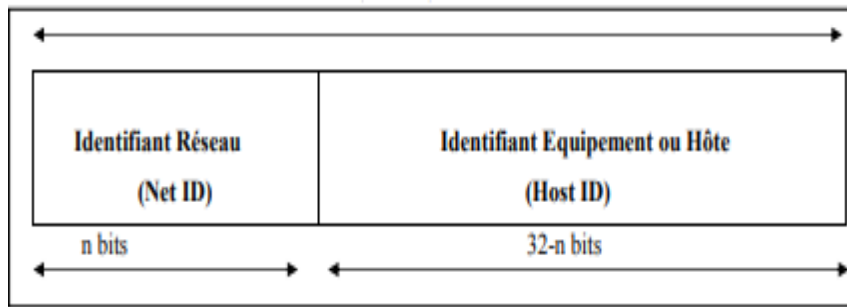 Identifiant Réseau
(Net ID)
Identifiant Equipement ou Hôte
(Host ID)
n bits
32-n bits